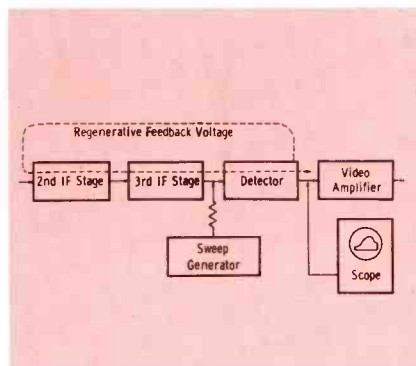 Regenerative Feedback Voltage
2nd IF Stage
3rd IF Stage
Detector
Video
Amplifier
Sweep
Generator
Scope